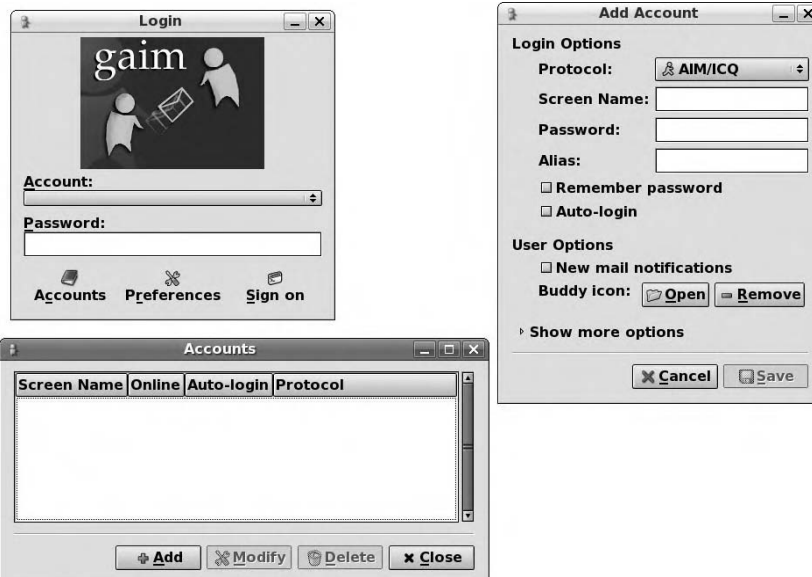 Login
gaim
Account:
Password:
Accounts Preferences Sign on
Accounts
Screen Name Online Auto-login Protocol
Add Modify Delete Close
Add Account
Login Options
Protocol: AIM/ICQ
Screen Name:
Password:
Alias:
Remember password
Auto-login
User Options
New mail notifications
Buddy icon: Open Remove
Show more options
Cancel Save